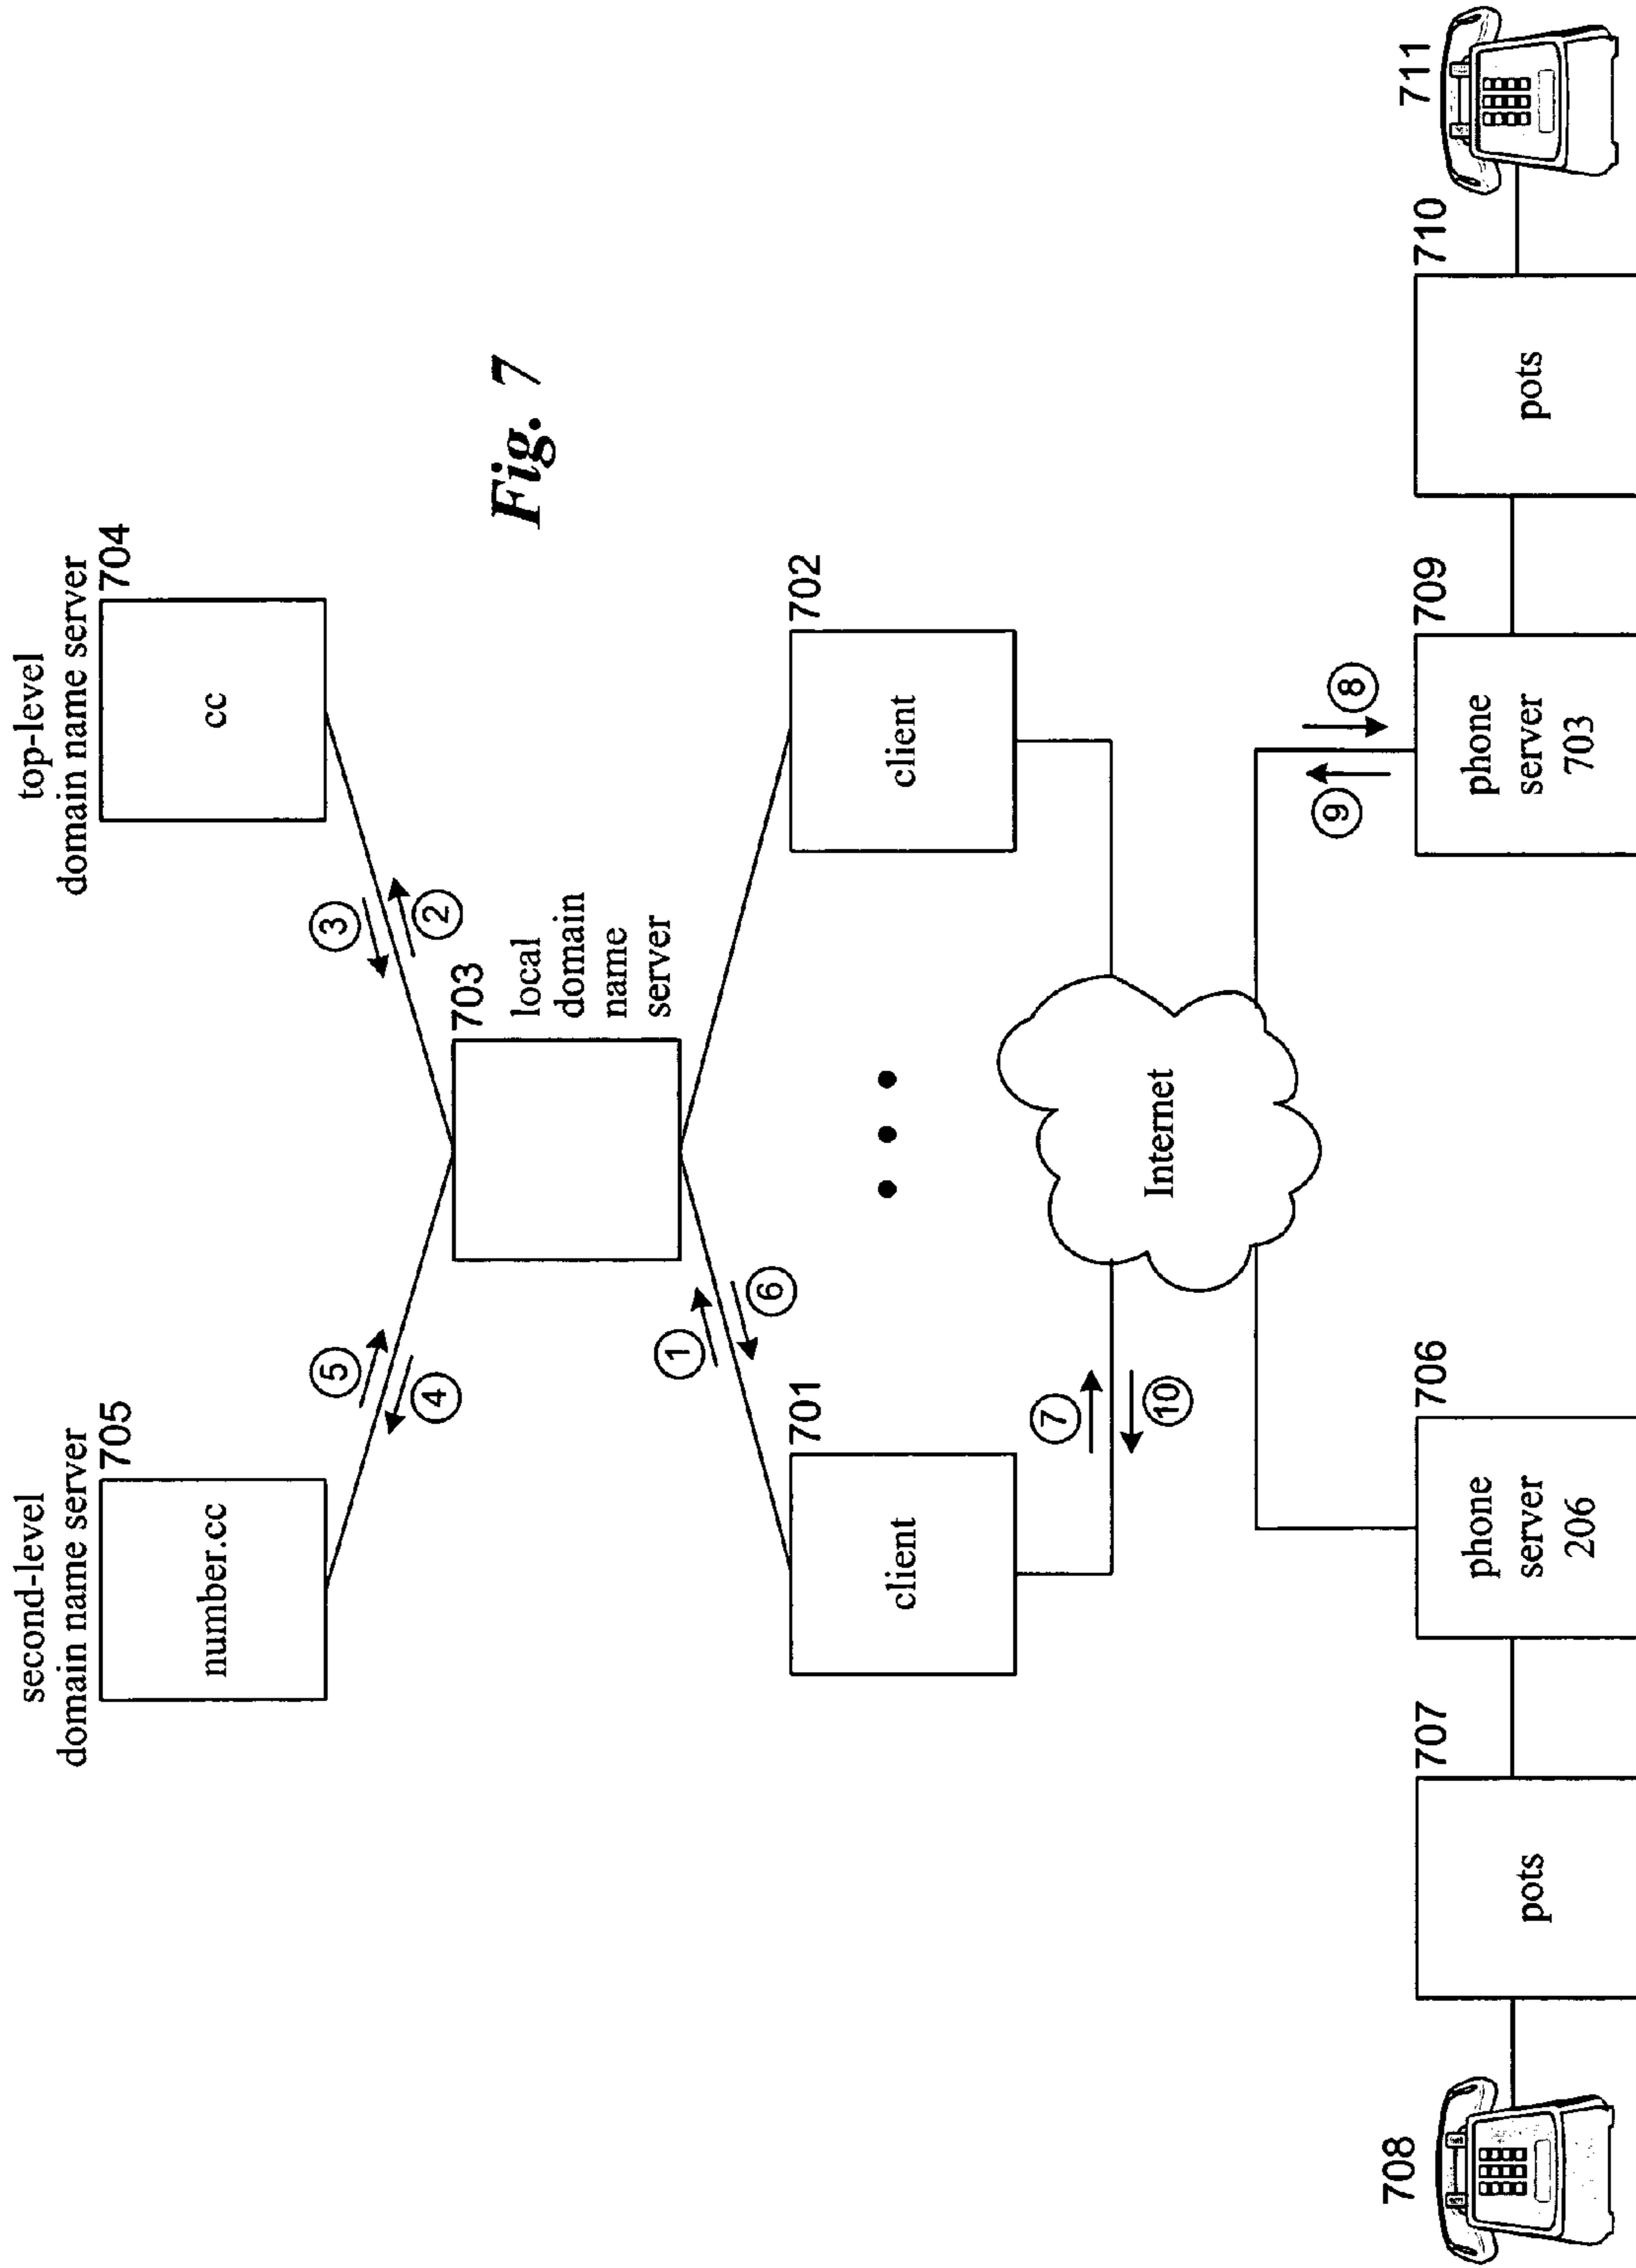 second-level
domain name server
705
number.cc
top-level
domain name server
704
cc
5
4
3
2
703
local
domain
name
server
Fig. 7
1
6
701
client
702
client
7
10
Internet
9
8
708
707
pots
706
phone
server
206
709
phone
server
703
710
pots
711